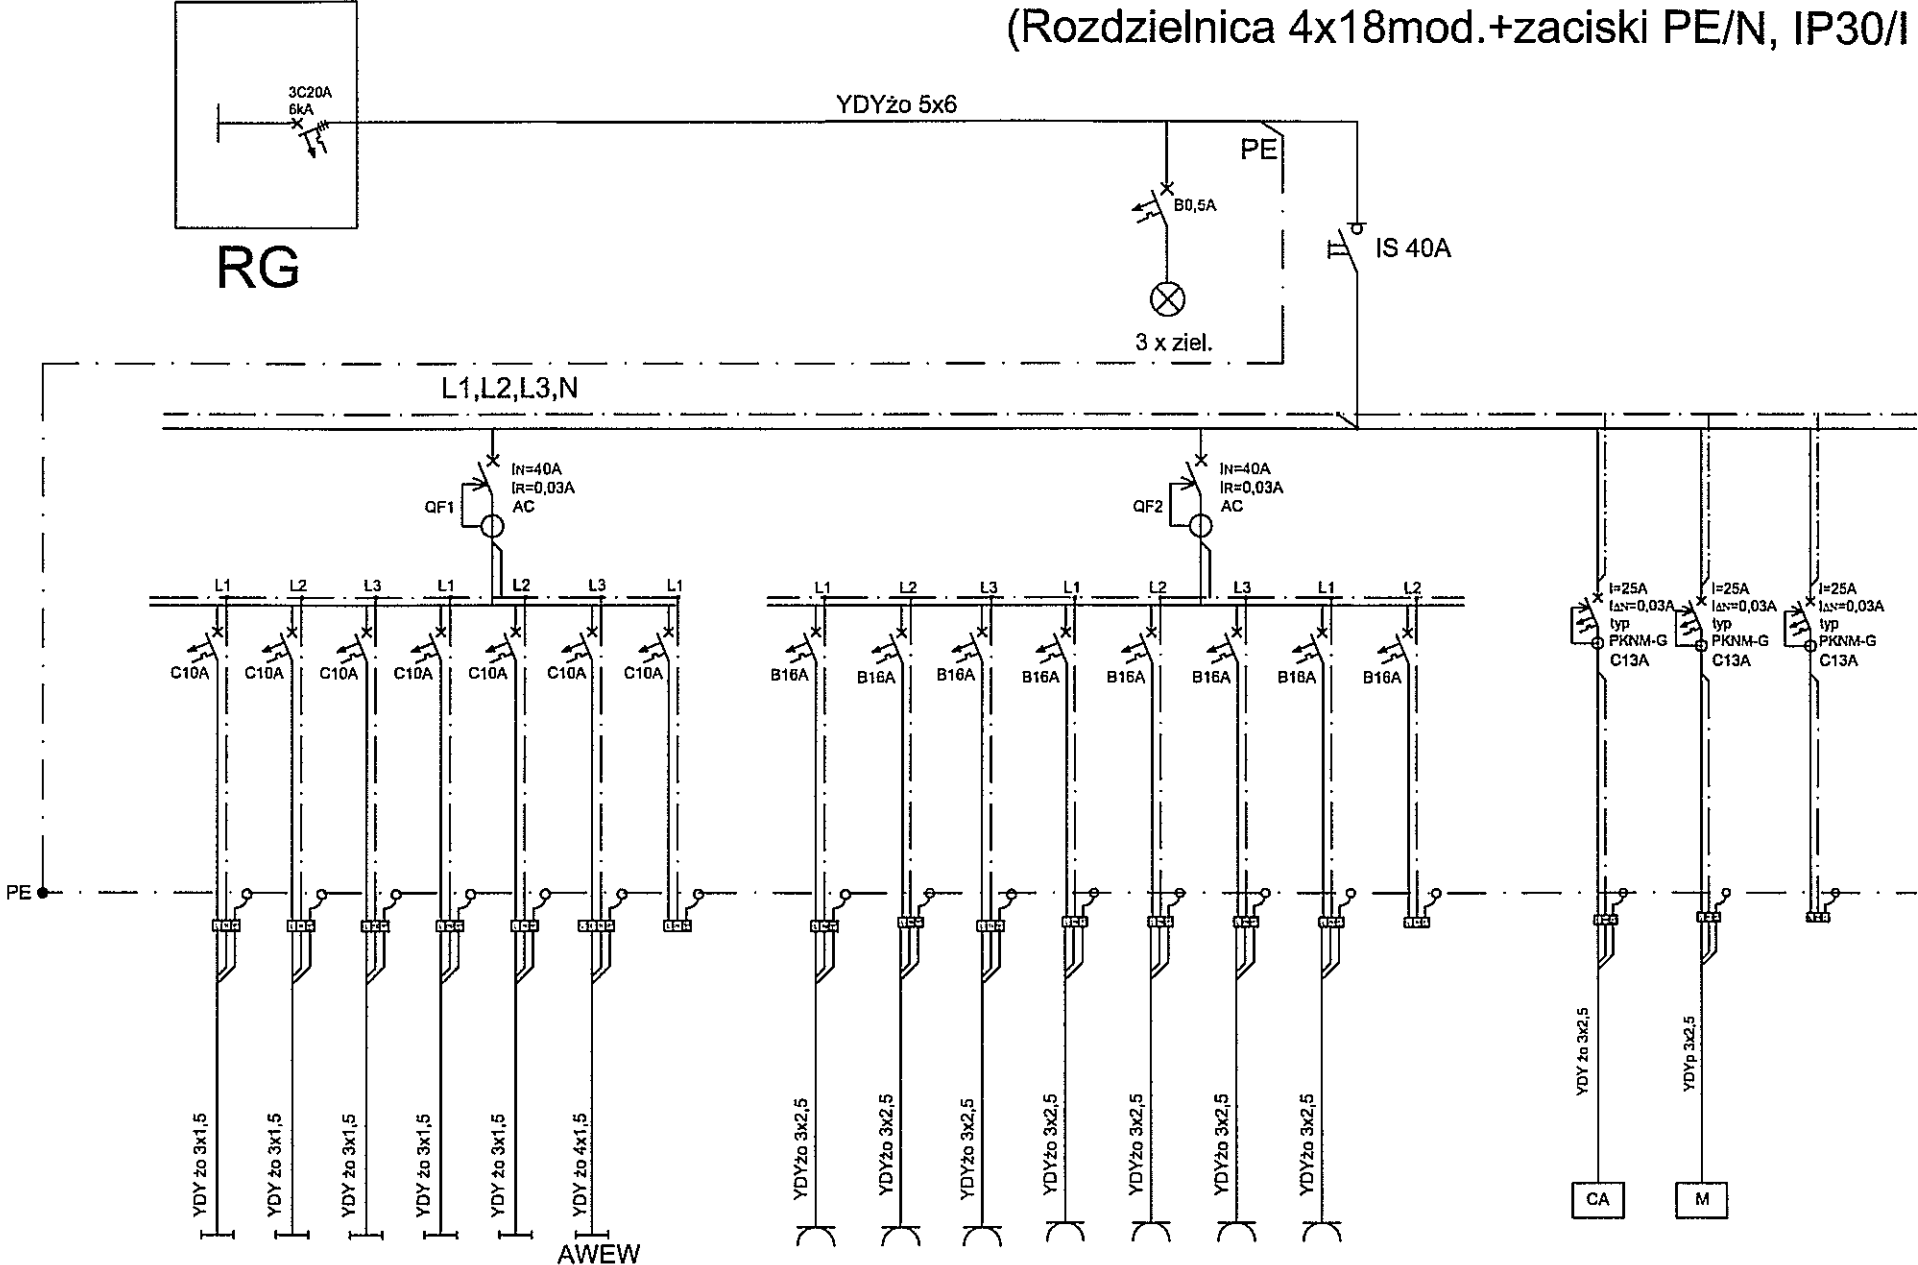 (Rozdzielnica 4x18mod.+zaciski PE/N, IP30/I
3C20A
6kA
YDYżo 5x6
PE
B0,5A
IS 40A
RG
3 x ziel.
L1,L2,L3,N
IN=40A
IR=0,03A
AC
QF1
IN=40A
IR=0,03A
AC
QF2
L1 L2 L3 L1 L2 L3 L1
L1 L2 L3 L1 L2 L3 L1 L2
I=25A
IΔN=0,03A
typ
PKNM-G
C13A
I=25A
IΔN=0,03A
typ
PKNM-G
C13A
I=25A
IΔN=0,03A
typ
PKNM-G
C13A
C10A C10A C10A C10A C10A C10A C10A
B16A B16A B16A B16A B16A B16A B16A B16A
PE
YDY żo 3x1,5
YDY żo 3x1,5
YDY żo 3x1,5
YDY żo 3x1,5
YDY żo 3x1,5
YDY żo 4x1,5
YDYżo 3x2,5
YDYżo 3x2,5
YDYżo 3x2,5
YDYżo 3x2,5
YDYżo 3x2,5
YDYżo 3x2,5
YDYżo 3x2,5
YDY żo 3x2,5
YDYp 3x2,5
CA
M
AWEW